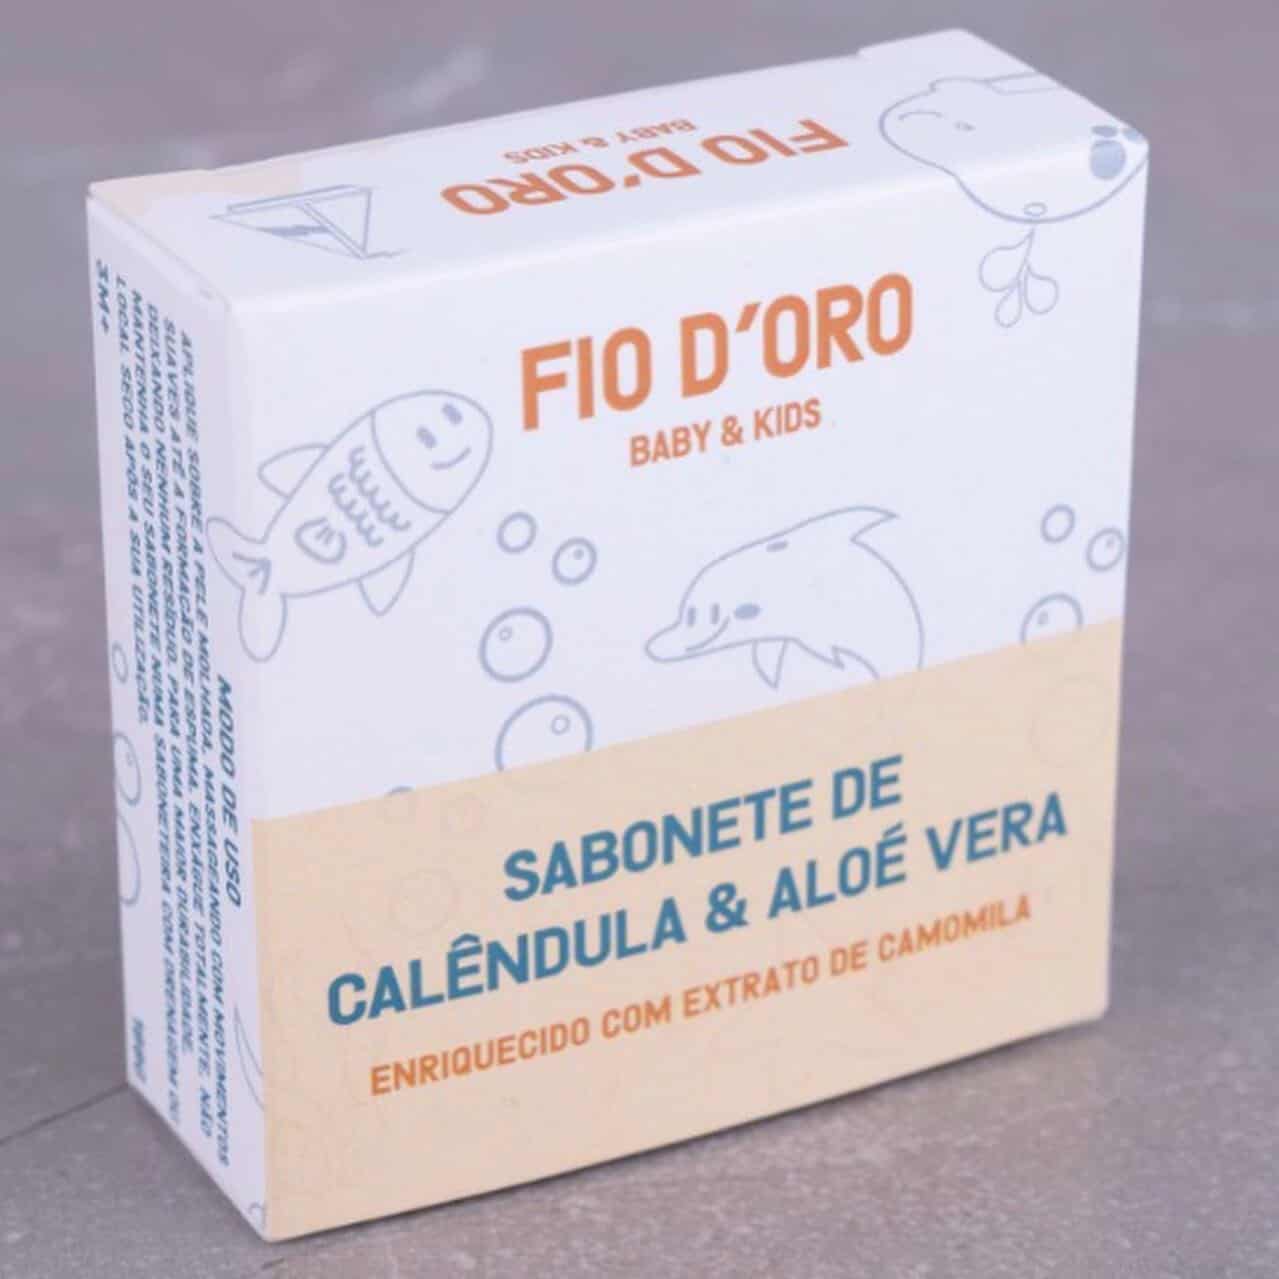 FIO D'ORO
BABY & KIDS
FIO D'ORO
BABY & KIDS
SABONETE DE
CALÊNDULA & ALOÉ VERA
ENRIQUECIDO COM EXTRATO DE CAMOMILA
MODO DE USO
APLIQUE SOBRE A PELE MOLHADA, MASSAGEANDO COM MOVIMENTOS
SUAVES ATÉ A FORMAÇÃO DE ESPUMA. ENXÁGUE TOTALMENTE, NÃO
DEIXANDO NENHUM RESÍDUO. PARA UMA MAIOR DURABILIDADE,
MANTENHA O SEU SABONETE NUMA SABONETEIRA COM DRENAGEM OU
LOCAL SECO APÓS A SUA UTILIZAÇÃO.
3M+